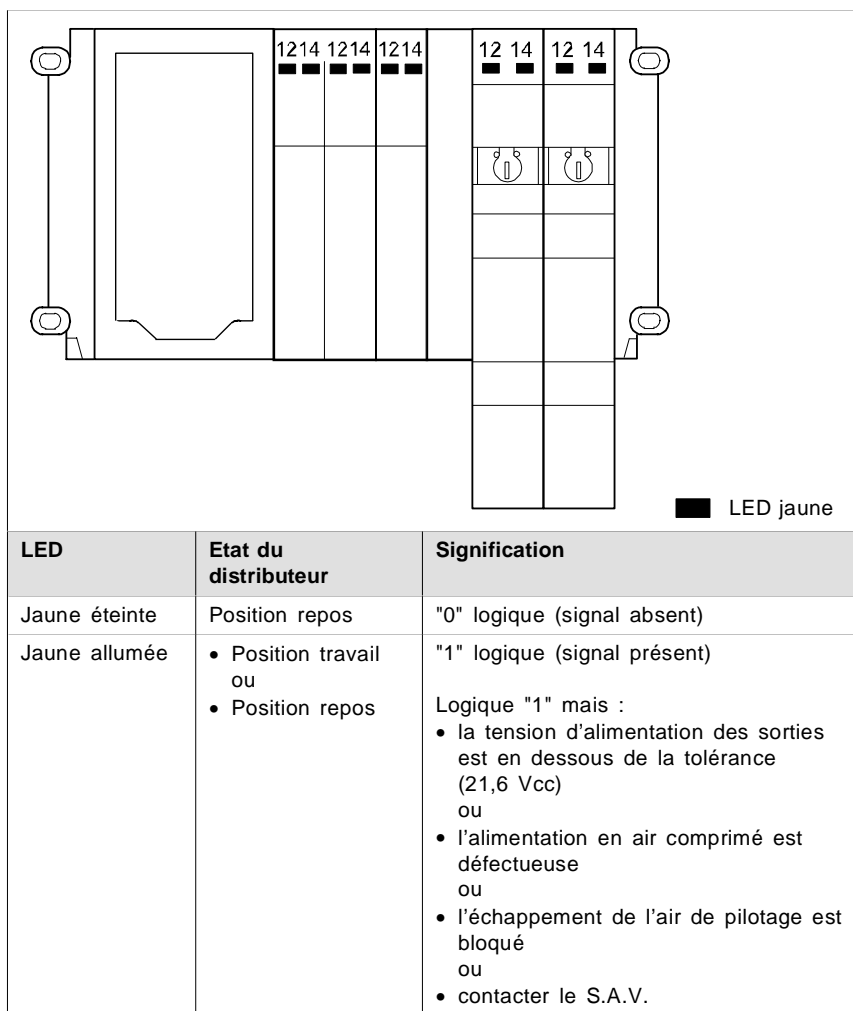 1214 1214 1214 12 14 12 14
LED jaune
LED
Etat du
distributeur
Signification
Jaune éteinte
Position repos
"0" logique (signal absent)
Jaune allumée
• Position travail
ou
• Position repos
"1" logique (signal présent)
Logique "1" mais :
• la tension d’alimentation des sorties
est en dessous de la tolérance
(21,6 Vcc)
ou
• l’alimentation en air comprimé est
défectueuse
ou
• l’échappement de l’air de pilotage est
bloqué
ou
• contacter le S.A.V.